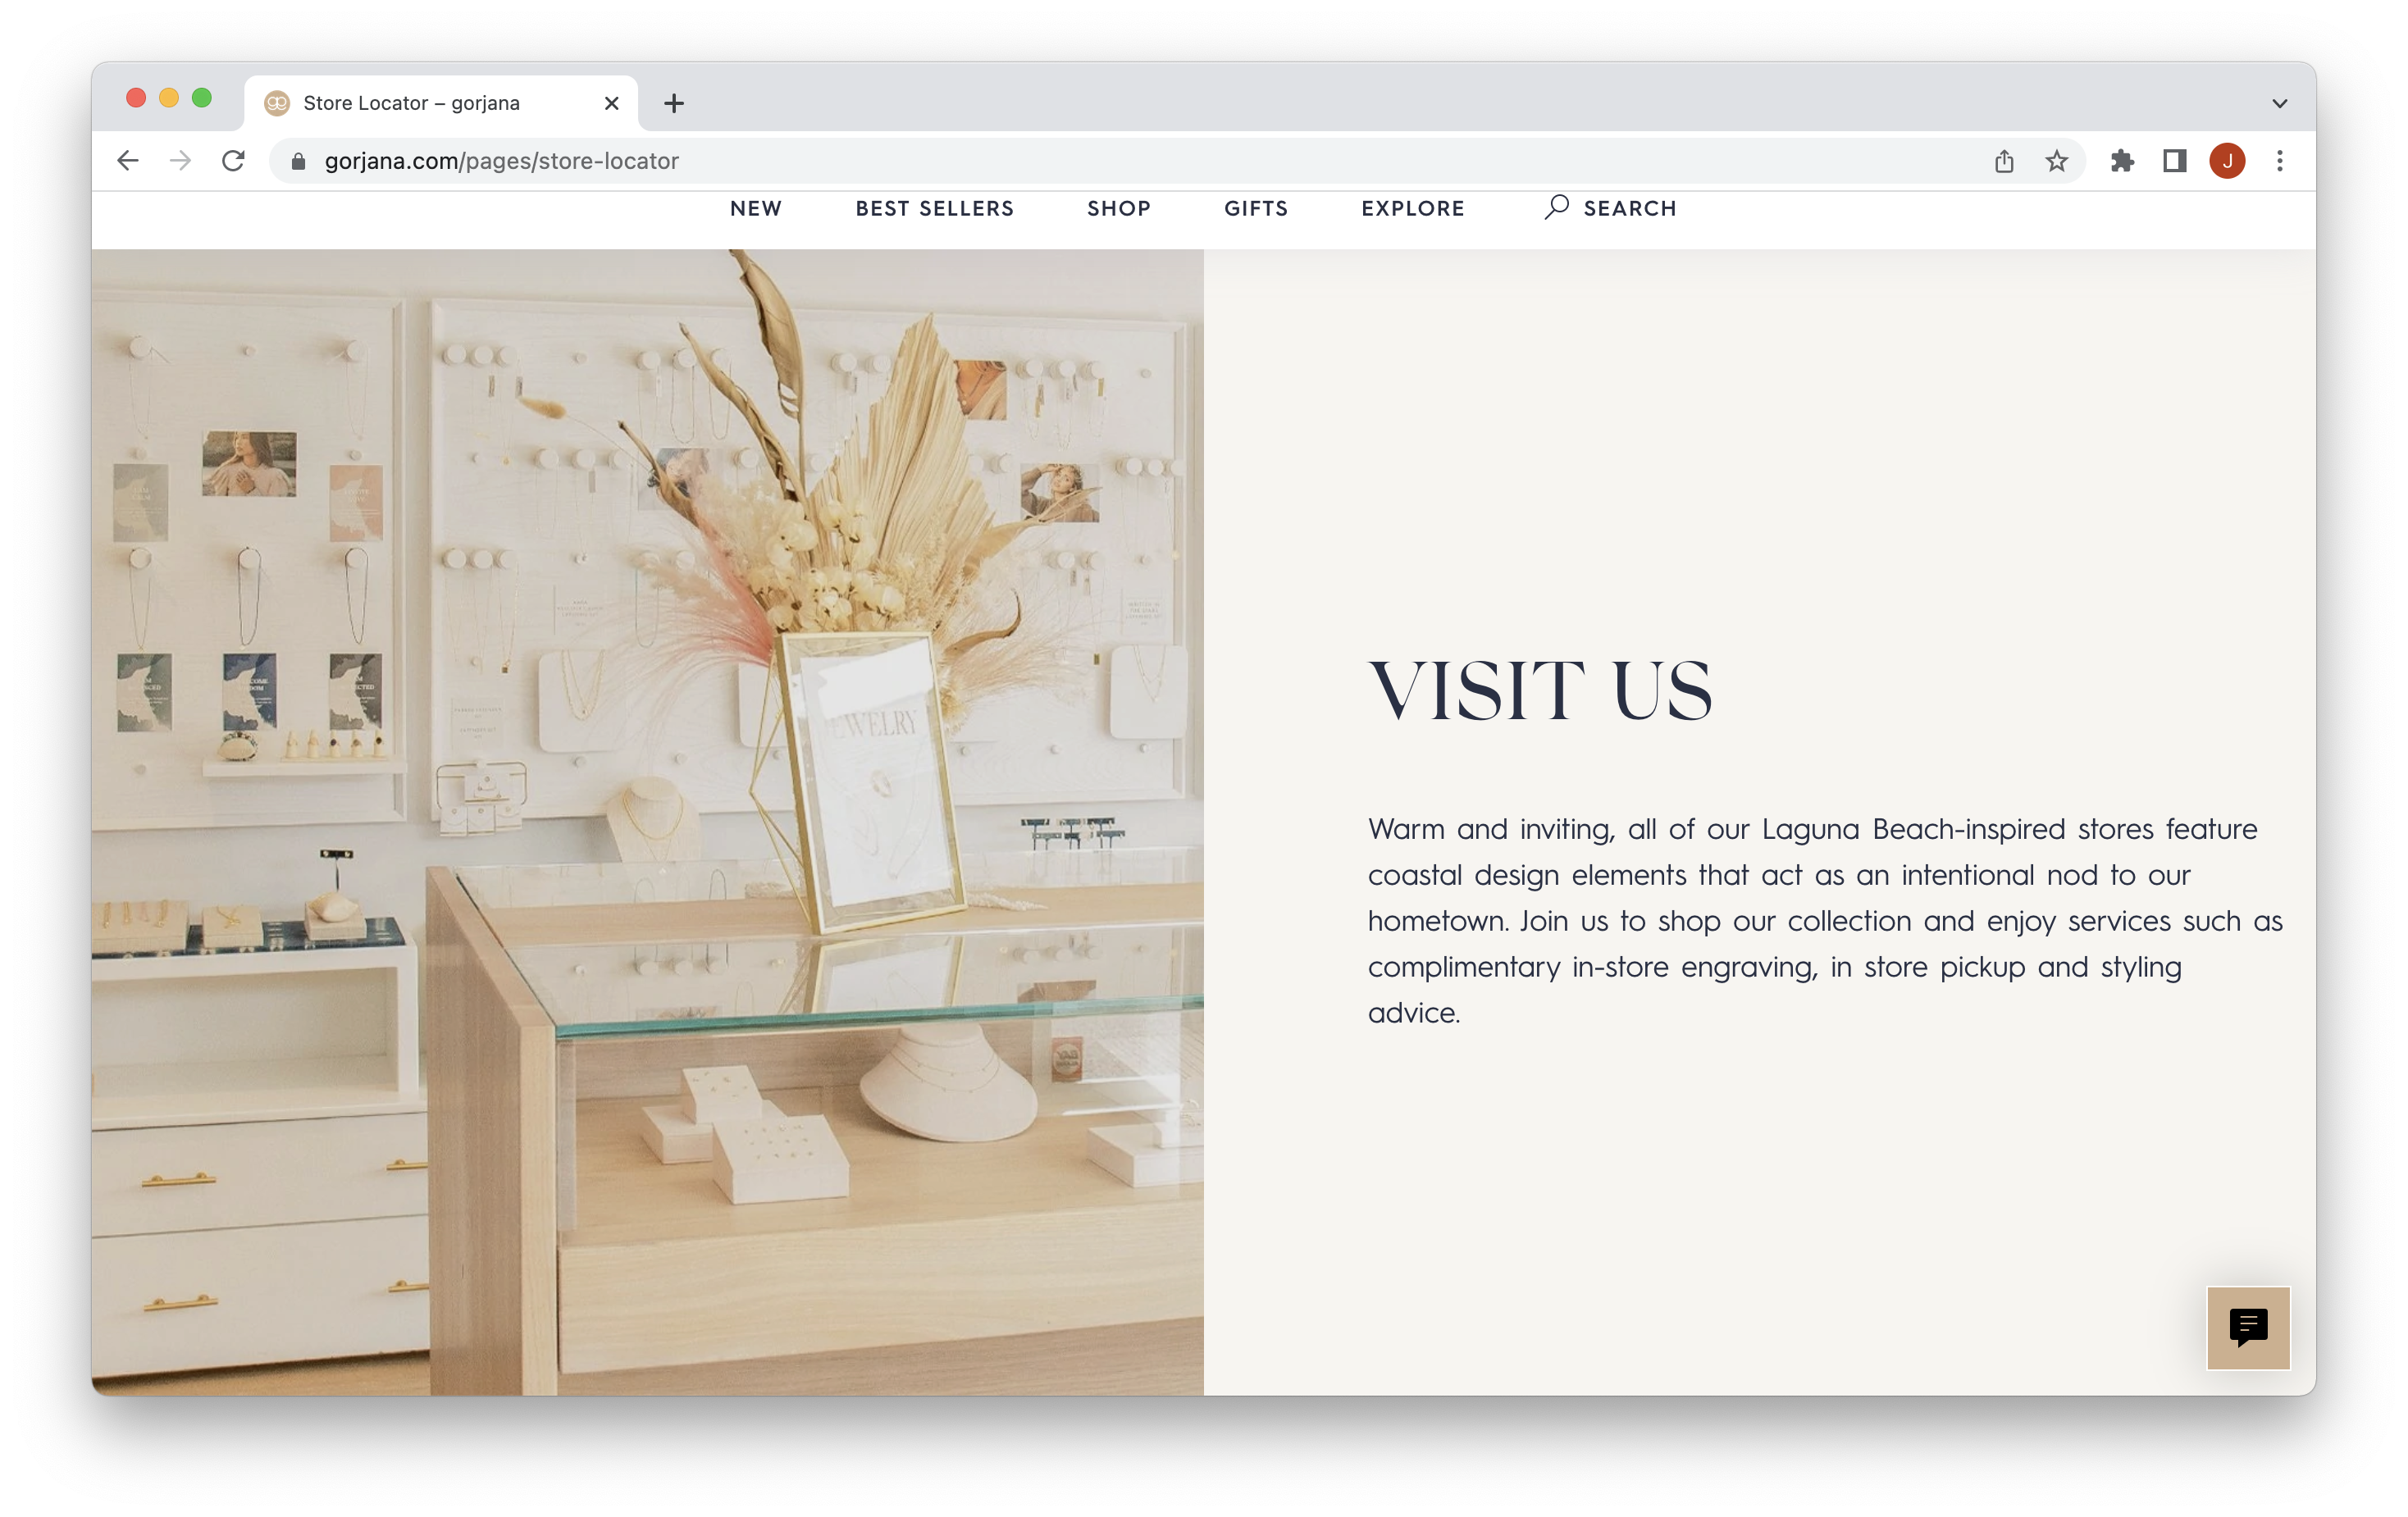 Store Locator – gorjana
gorjana.com/pages/store-locator
J
NEW BEST SELLERS SHOP GIFTS EXPLORE SEARCH
JEWELRY
VISIT US
Warm and inviting, all of our Laguna Beach-inspired stores feature
coastal design elements that act as an intentional nod to our
hometown. Join us to shop our collection and enjoy services such as
complimentary in-store engraving, in store pickup and styling
advice.